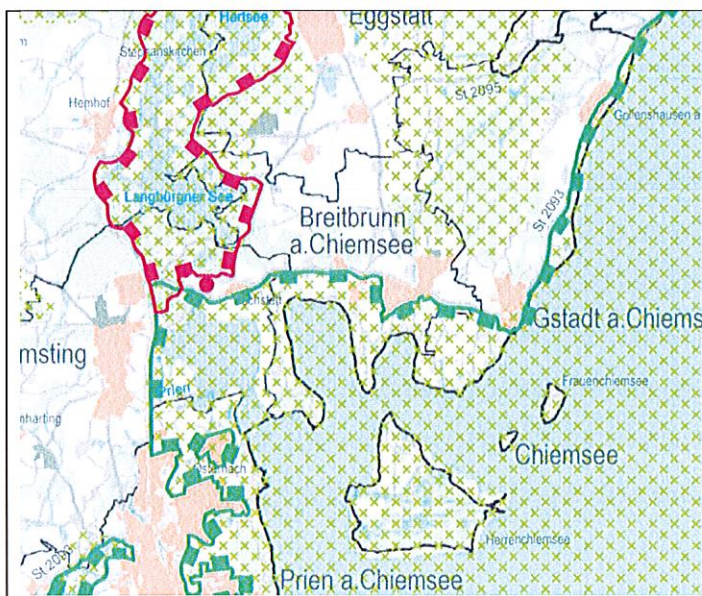 Hartsee
Eggstätt
Stephanskirchen
St 2095
Hemhof
Gollenshausen a
Langbürgner See
Breitbrunn
a.Chiemsee
St 2093
Gstadt a.Chiems
msting
Frauenchiemsee
Prien
Chiemsee
Osternach
Herrenchiemsee
Prien a.Chiemsee